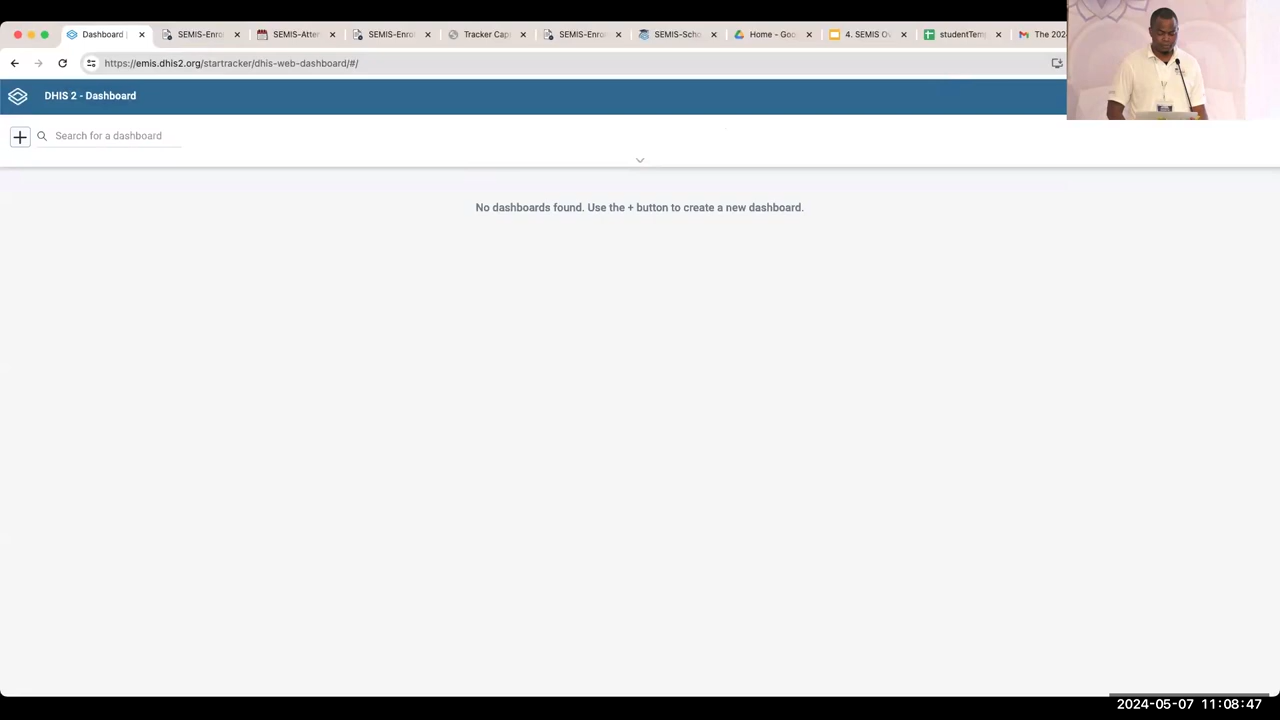 Dashboard
SEMIS-Enro
SEMIS-Atten
SEMIS-Enro
Tracker Cap
SEMIS-Enro
SEMIS-Scho
Home - Goo
4. SEMIS O
studentTem
The 202
https://emis.dhis2.org/startracker/dhis-web-dashboard/#/
DHIS 2 - Dashboard
Search for a dashboard
No dashboards found. Use the + button to create a new dashboard.
2024-05-07 11:08:47